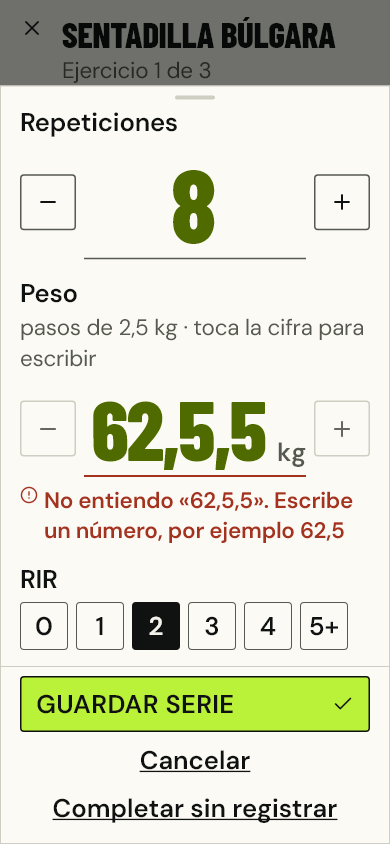 SENTADILLA BÚLGARA
Ejercicio 1 de 3
Repeticiones
− 8 +
Peso
pasos de 2,5 kg · toca la cifra para
escribir
− 62,5,5 kg +
No entiendo «62,5,5». Escribe
un número, por ejemplo 62,5
RIR
0 1 2 3 4 5+
GUARDAR SERIE
Cancelar
Completar sin registrar